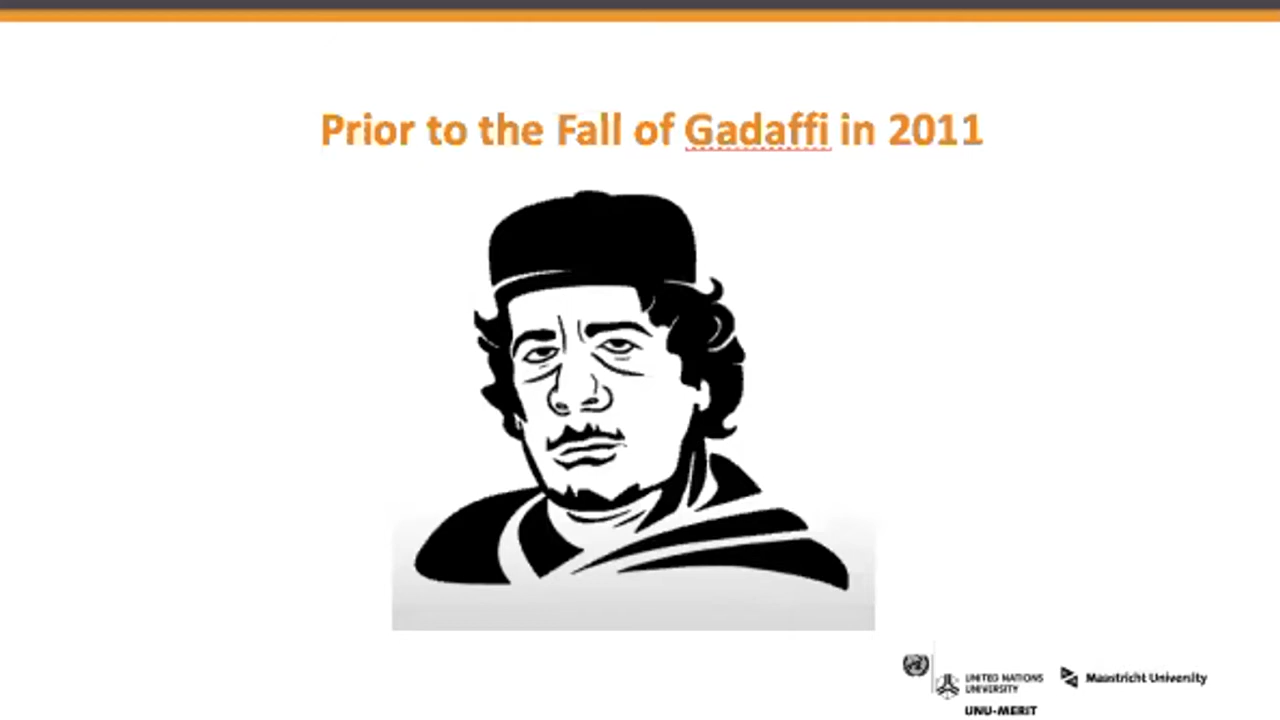 Prior to the Fall of Gadaffi in 2011
UNITED NATIONS
UNIVERSITY
UNU-MERIT
Maastricht University